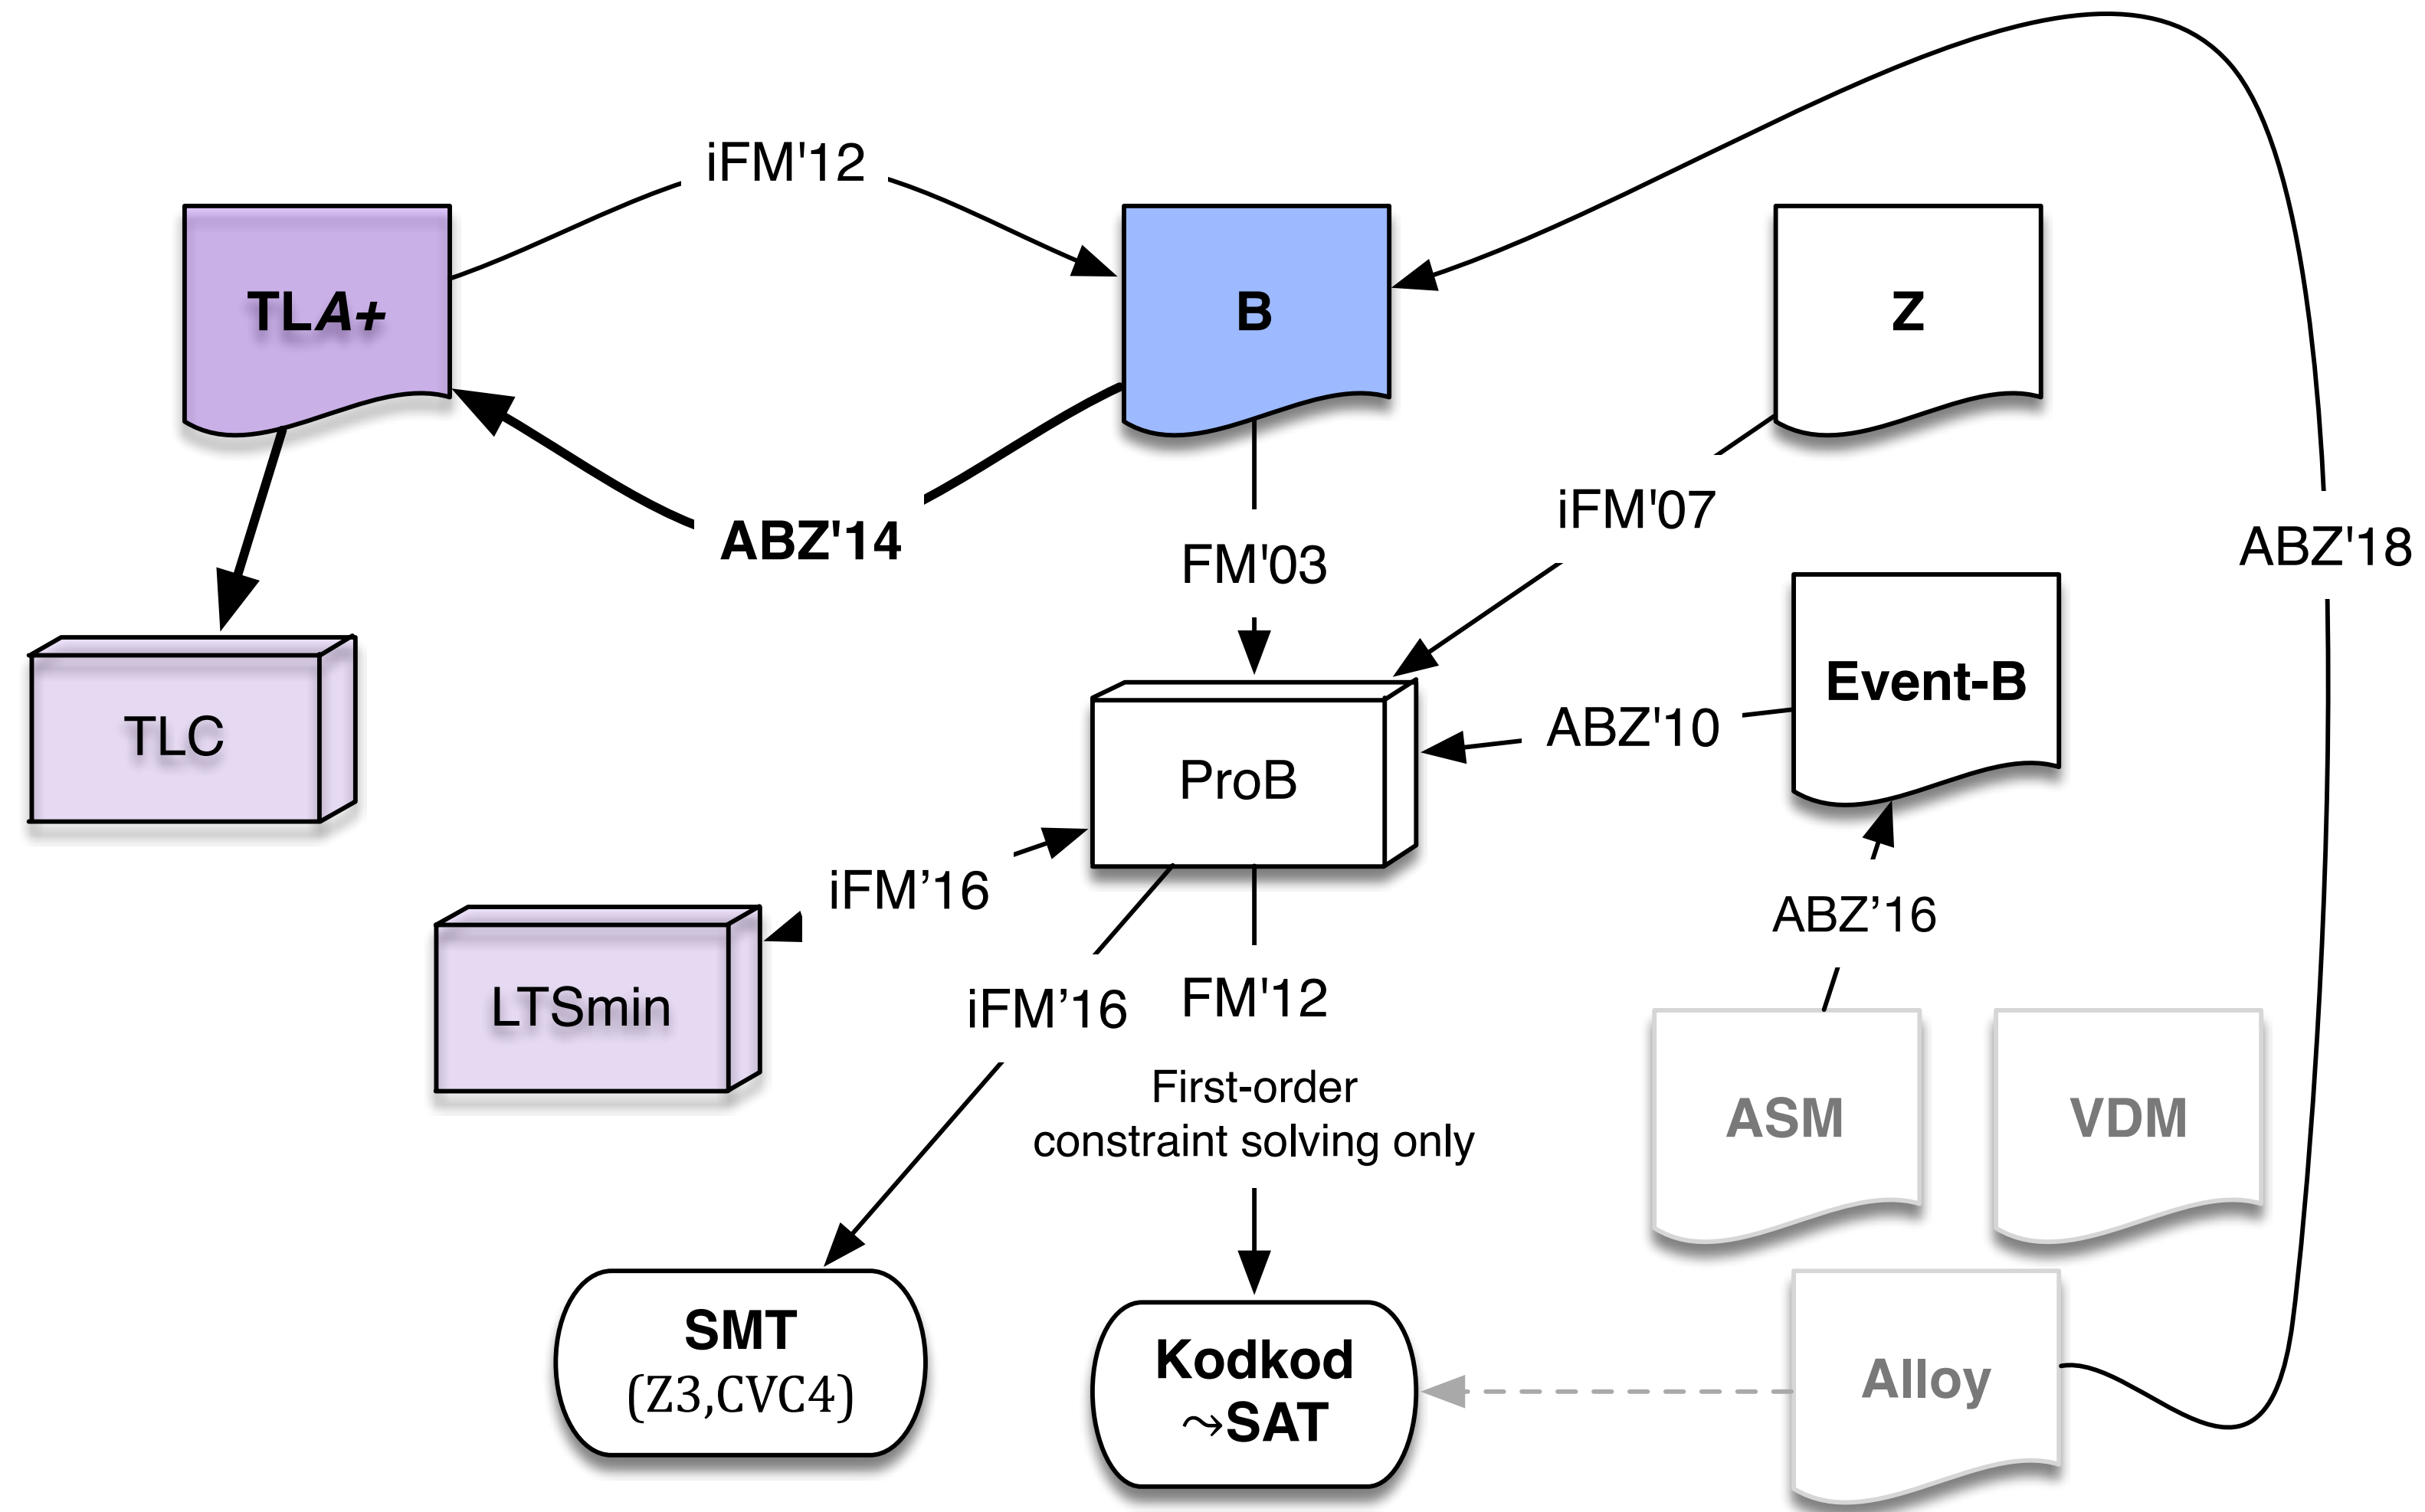 iFM'12
TLA+
B
Z
iFM'07
ABZ'14
FM'03
ABZ'18
Event-B
TLC
ABZ'10
ProB
iFM’16
ABZ’16
LTSmin
iFM’16
FM'12
First-order
constraint solving only
ASM
VDM
SMT
(Z3,CVC4)
Kodkod
⤳SAT
Alloy